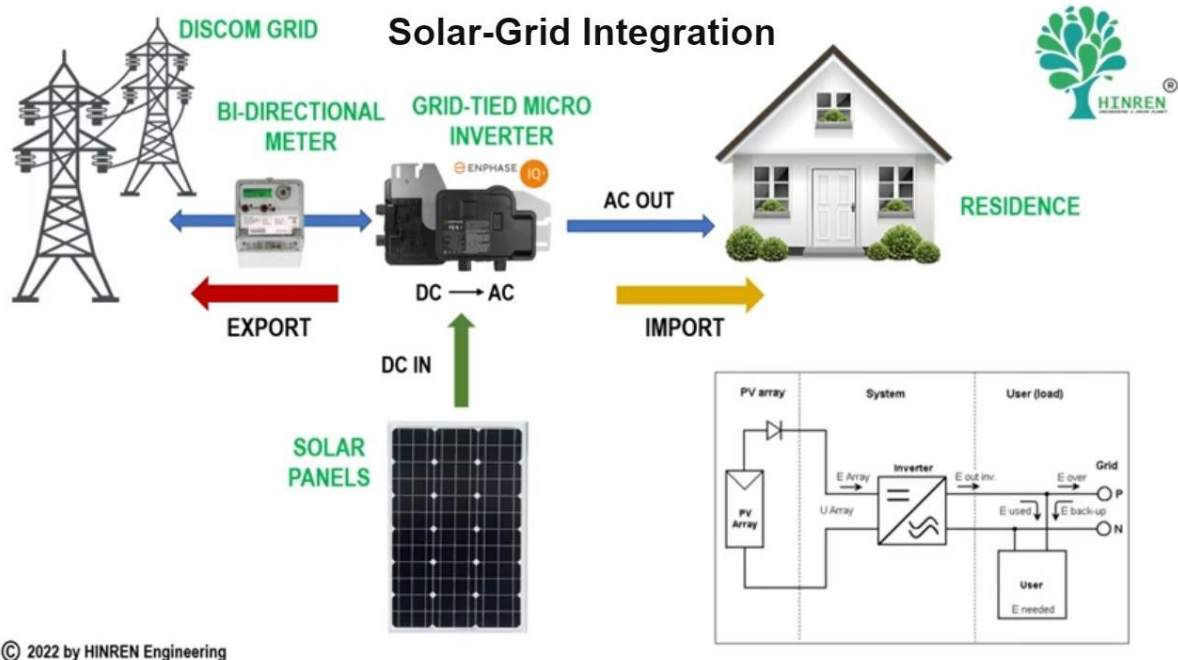 Solar-Grid Integration
DISCOM GRID
BI-DIRECTIONAL
METER
GRID-TIED MICRO
INVERTER
ENPHASE
IQ+
HINREN
®
AC OUT
RESIDENCE
DC → AC
EXPORT
IMPORT
DC IN
SOLAR
PANELS
PV array
System
User (load)
Inverter
Grid
E Array
E out inv.
E over
P
U Array
E used
E back-up
N
PV
Array
User
E needed
© 2022 by HINREN Engineering